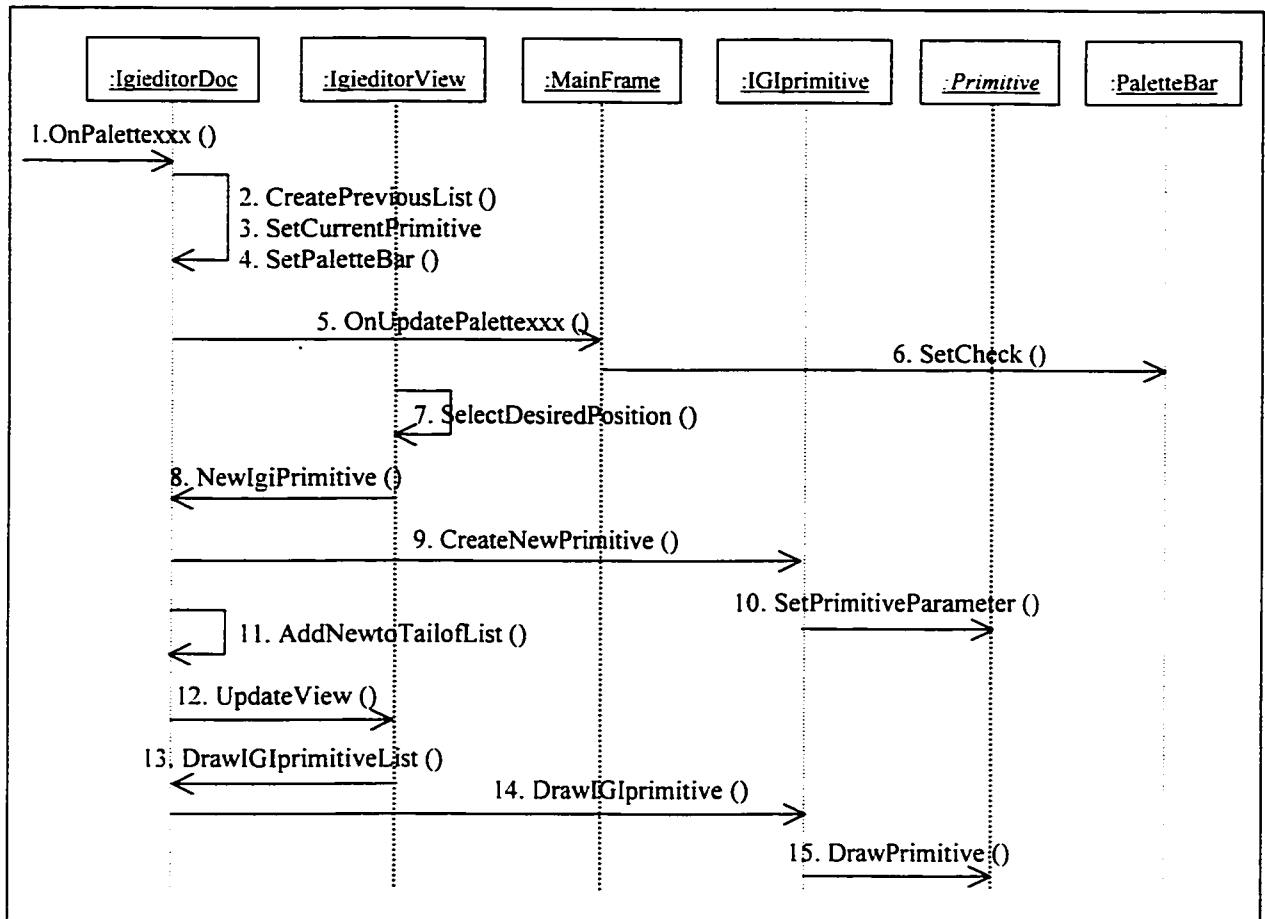 :IgieditorDoc :IgieditorView :MainFrame :IGIprimitive :Primitive :PaletteBar
1.OnPalettexxx ()
2. CreatePreviousList ()
3. SetCurrentPrimitive
4. SetPaletteBar ()
5. OnUpdatePalettexxx ()
6. SetCheck ()
7. SelectDesiredPosition ()
8. NewIgiPrimitive ()
9. CreateNewPrimitive ()
10. SetPrimitiveParameter ()
11. AddNewtoTailofList ()
12. UpdateView ()
13. DrawIGIprimitiveList ()
14. DrawIGIprimitive ()
15. DrawPrimitive ()